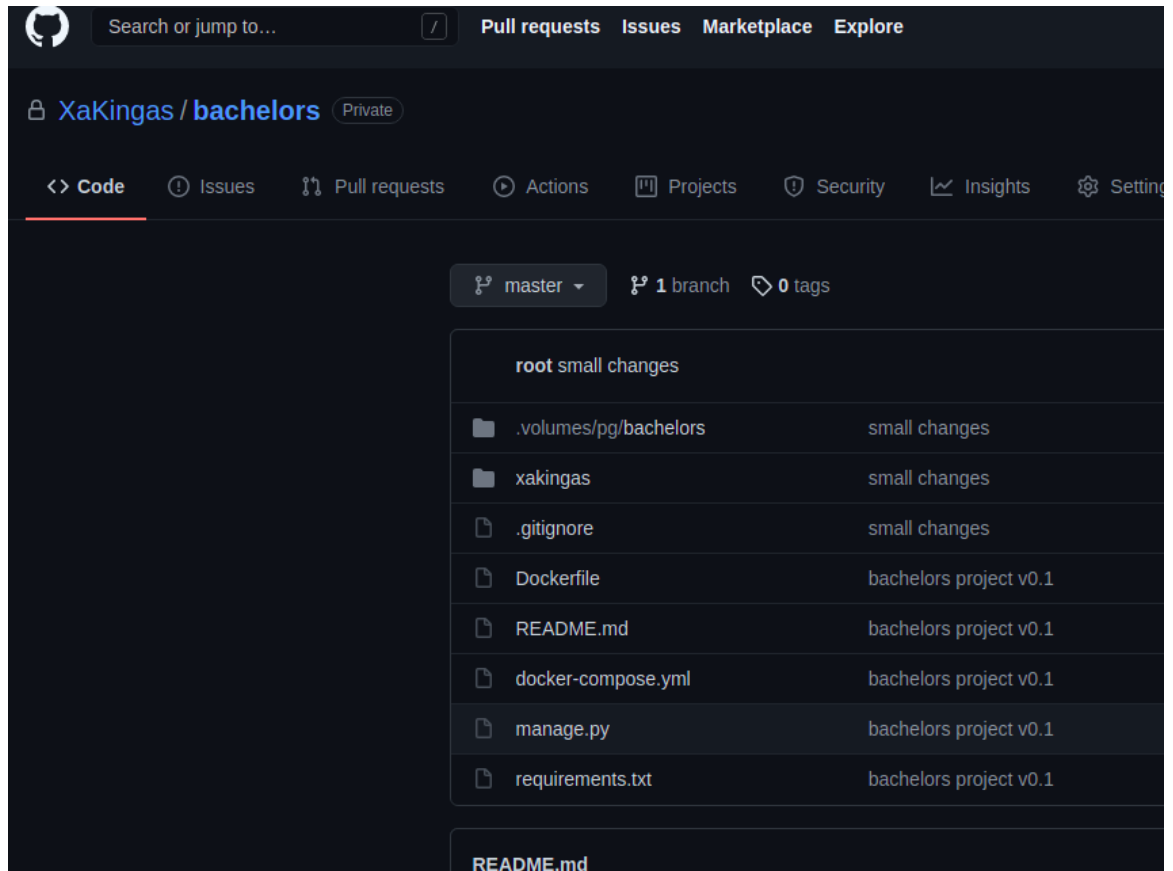 Search or jump to… / Pull requests Issues Marketplace Explore
XaKingas / bachelors Private
Code Issues Pull requests Actions Projects Security Insights Setting
master 1 branch 0 tags
root small changes
.volumes/pg/bachelors small changes
xakingas small changes
.gitignore small changes
Dockerfile bachelors project v0.1
README.md bachelors project v0.1
docker-compose.yml bachelors project v0.1
manage.py bachelors project v0.1
requirements.txt bachelors project v0.1
README.md